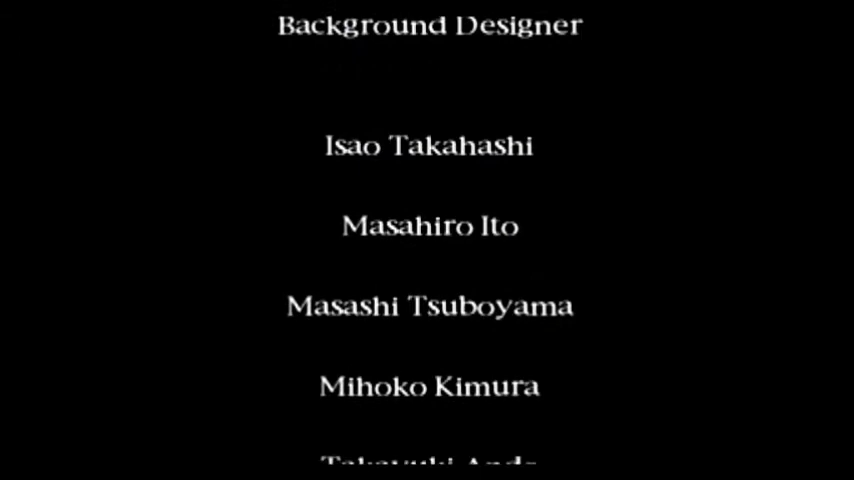 Background Designer
Isao Takahashi
Masahiro Ito
Masashi Tsuboyama
Mihoko Kimura